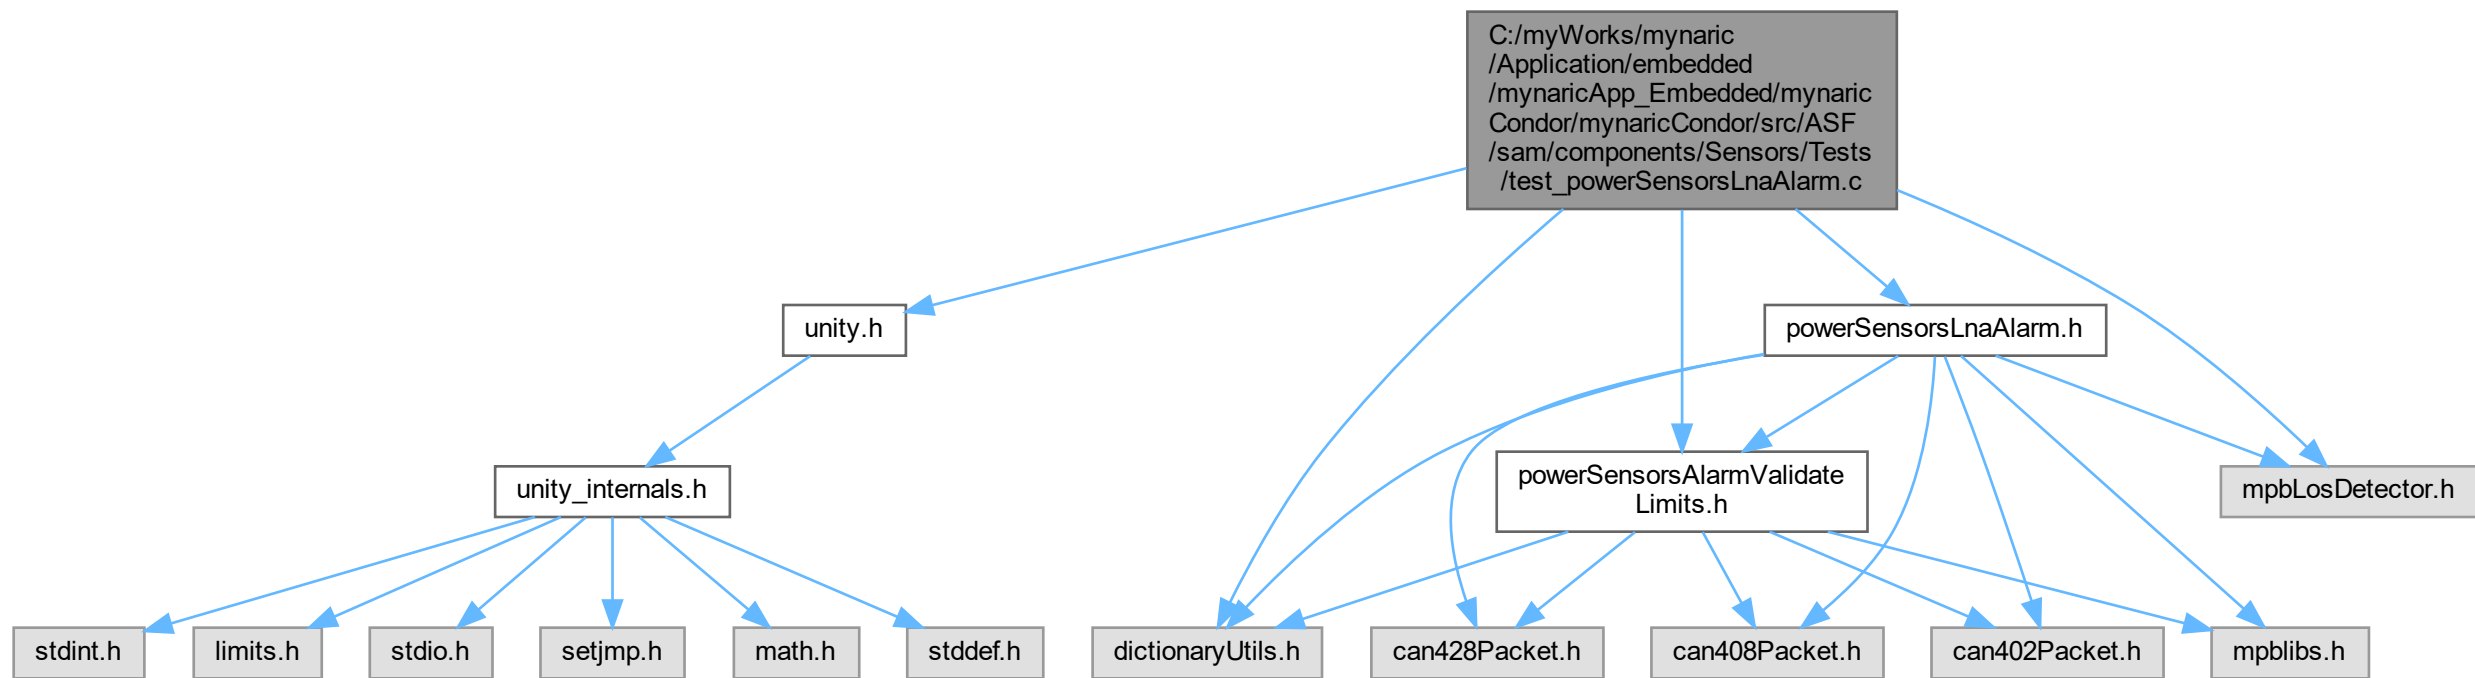 C:/myWorks/mynaric
/Application/embedded
/mynaricApp_Embedded/mynaric
Condor/mynaricCondor/src/ASF
/sam/components/Sensors/Tests
/test_powerSensorsLnaAlarm.c
unity.h
powerSensorsLnaAlarm.h
unity_internals.h
powerSensorsAlarmValidate
Limits.h
mpbLosDetector.h
stdint.h
limits.h
stdio.h
setjmp.h
math.h
stddef.h
dictionaryUtils.h
can428Packet.h
can408Packet.h
can402Packet.h
mpblibs.h